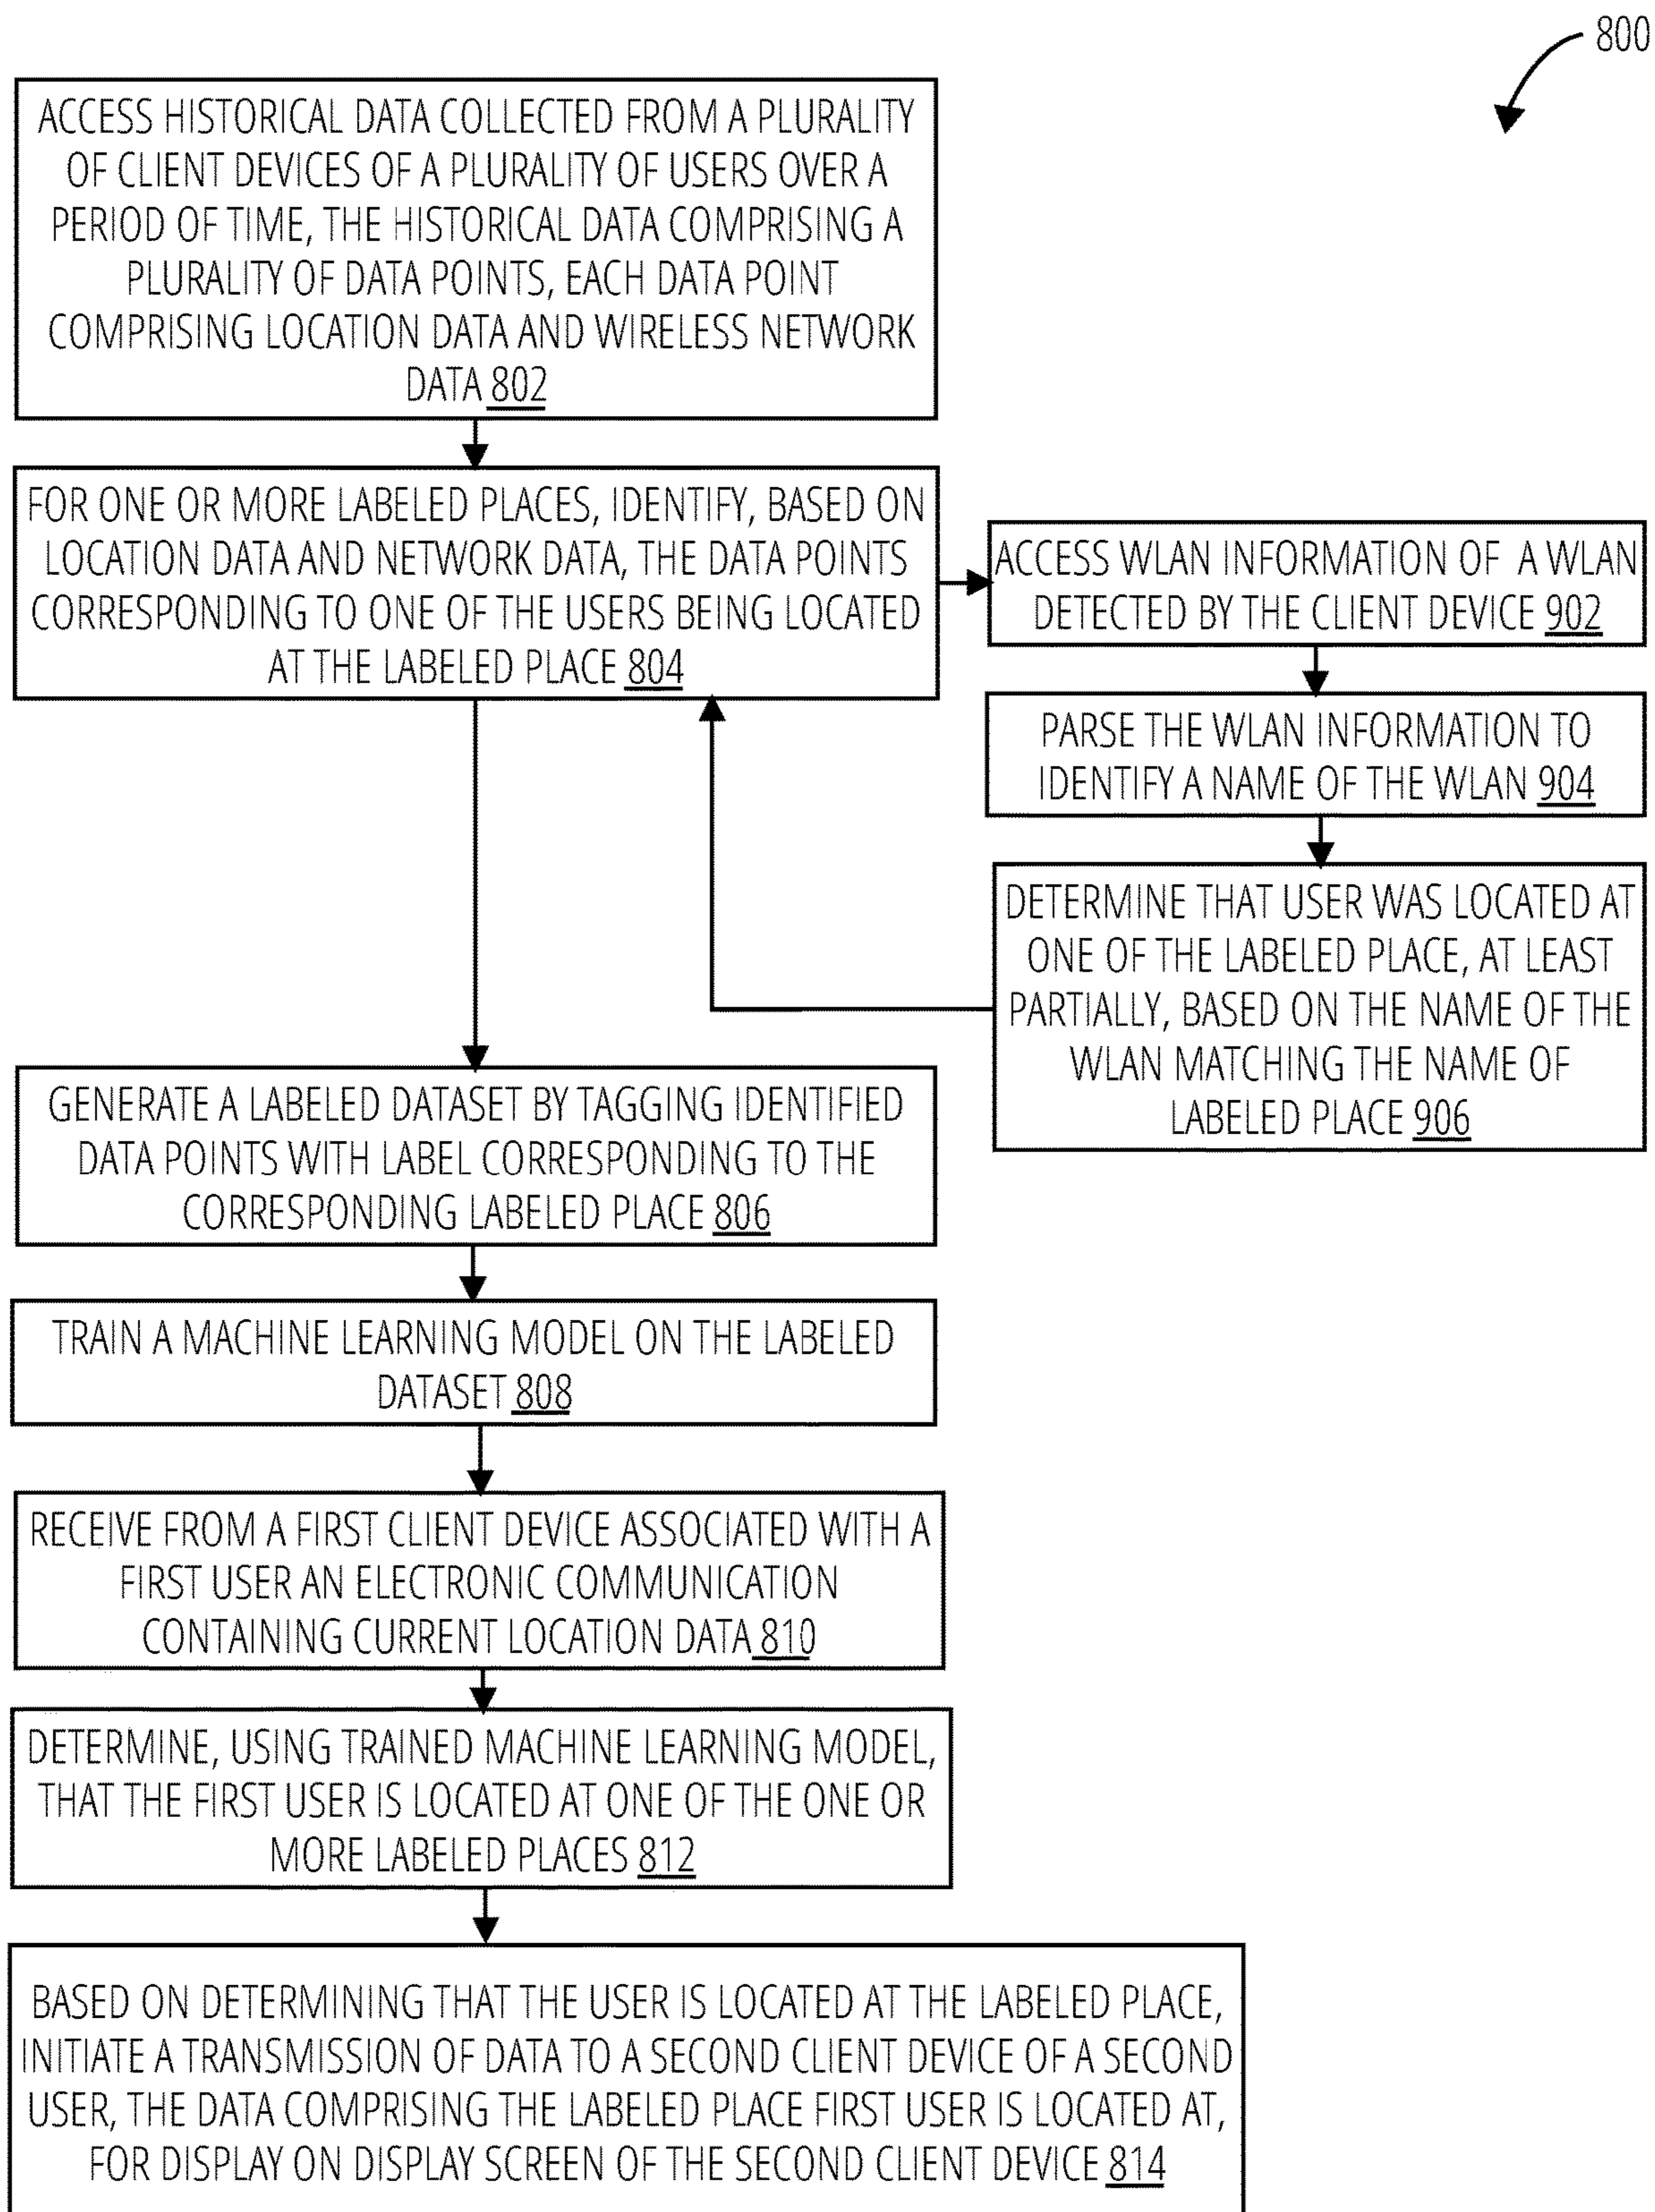 800
ACCESS HISTORICAL DATA COLLECTED FROM A PLURALITY
OF CLIENT DEVICES OF A PLURALITY OF USERS OVER A
PERIOD OF TIME, THE HISTORICAL DATA COMPRISING A
PLURALITY OF DATA POINTS, EACH DATA POINT
COMPRISING LOCATION DATA AND WIRELESS NETWORK
DATA 802
FOR ONE OR MORE LABELED PLACES, IDENTIFY, BASED ON
LOCATION DATA AND NETWORK DATA, THE DATA POINTS
CORRESPONDING TO ONE OF THE USERS BEING LOCATED
AT THE LABELED PLACE 804
ACCESS WLAN INFORMATION OF A WLAN
DETECTED BY THE CLIENT DEVICE 902
PARSE THE WLAN INFORMATION TO
IDENTIFY A NAME OF THE WLAN 904
DETERMINE THAT USER WAS LOCATED AT
ONE OF THE LABELED PLACE, AT LEAST
PARTIALLY, BASED ON THE NAME OF THE
WLAN MATCHING THE NAME OF
LABELED PLACE 906
GENERATE A LABELED DATASET BY TAGGING IDENTIFIED
DATA POINTS WITH LABEL CORRESPONDING TO THE
CORRESPONDING LABELED PLACE 806
TRAIN A MACHINE LEARNING MODEL ON THE LABELED
DATASET 808
RECEIVE FROM A FIRST CLIENT DEVICE ASSOCIATED WITH A
FIRST USER AN ELECTRONIC COMMUNICATION
CONTAINING CURRENT LOCATION DATA 810
DETERMINE, USING TRAINED MACHINE LEARNING MODEL,
THAT THE FIRST USER IS LOCATED AT ONE OF THE ONE OR
MORE LABELED PLACES 812
BASED ON DETERMINING THAT THE USER IS LOCATED AT THE LABELED PLACE,
INITIATE A TRANSMISSION OF DATA TO A SECOND CLIENT DEVICE OF A SECOND
USER, THE DATA COMPRISING THE LABELED PLACE FIRST USER IS LOCATED AT,
FOR DISPLAY ON DISPLAY SCREEN OF THE SECOND CLIENT DEVICE 814